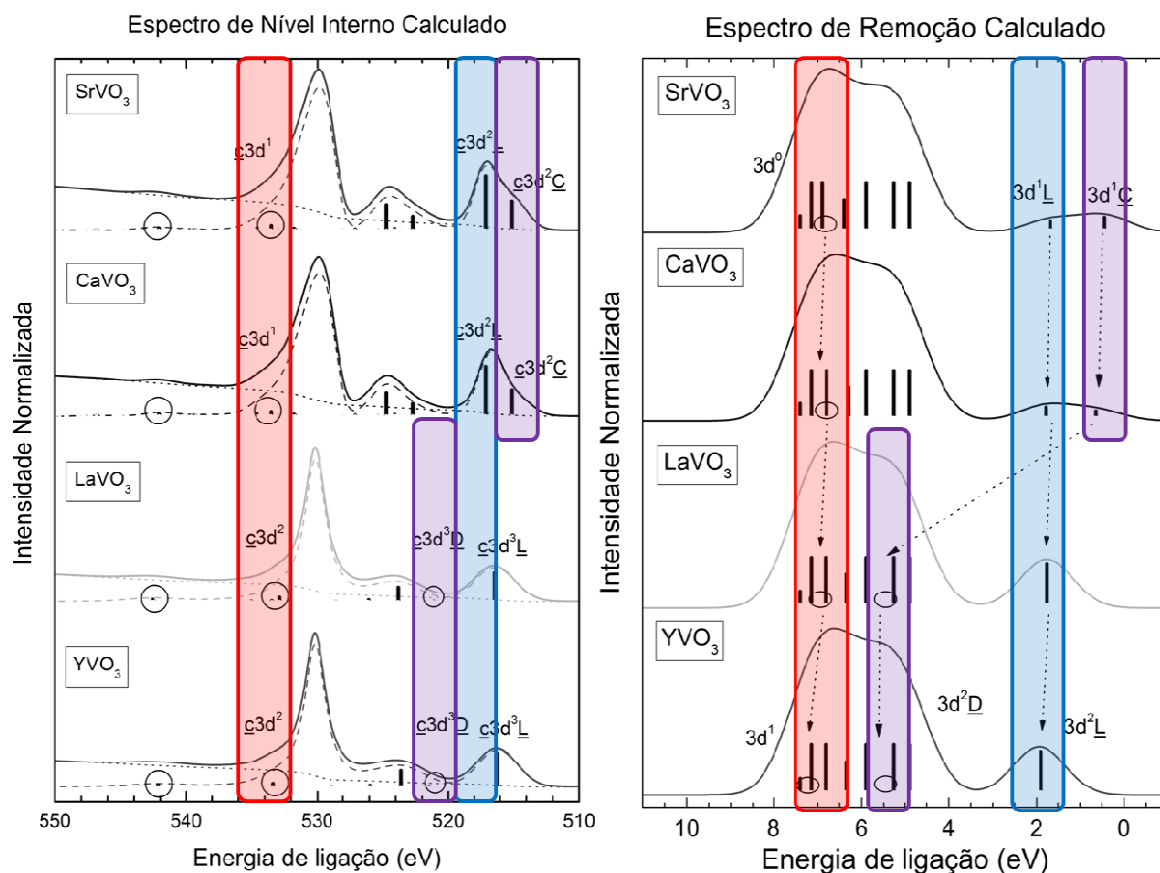 Espectro de Nível Interno Calculado
SrVO₃
c3d¹
c3d²L
c3d²C
CaVO₃
c3d¹
c3d²L
c3d²C
LaVO₃
c3d²
c3d³D
c3d³L
YVO₃
c3d²
c3d³D
c3d³L
550 540 530 520 510
Energia de ligação (eV)
Intensidade Normalizada
Espectro de Remoção Calculado
SrVO₃
3d⁰
3d¹L
3d¹C
CaVO₃
LaVO₃
YVO₃
3d¹
3d²D
3d²L
10 8 6 4 2 0
Energia de ligação (eV)
Intensidade Normalizada